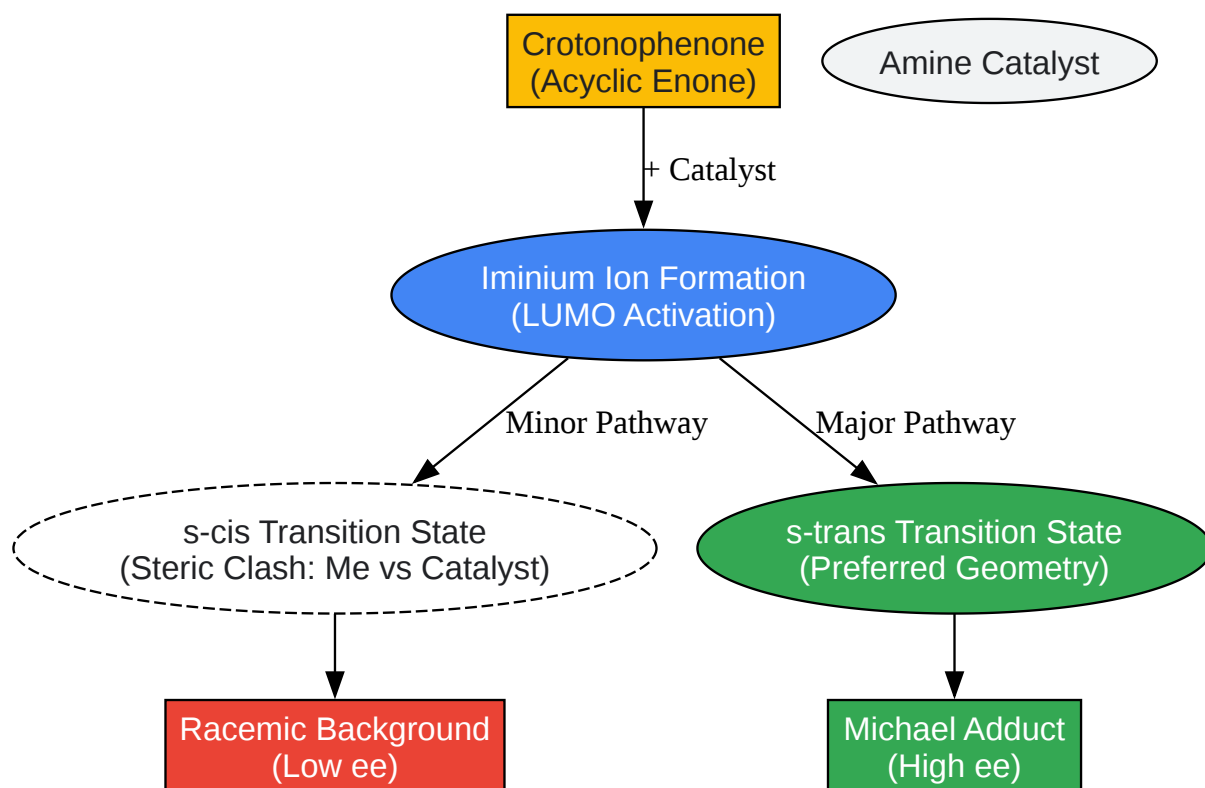 Crotonophenone
(Acyclic Enone)
Amine Catalyst
+ Catalyst
Iminium Ion Formation
(LUMO Activation)
Minor Pathway
Major Pathway
s-cis Transition State
(Steric Clash: Me vs Catalyst)
s-trans Transition State
(Preferred Geometry)
Racemic Background
(Low ee)
Michael Adduct
(High ee)